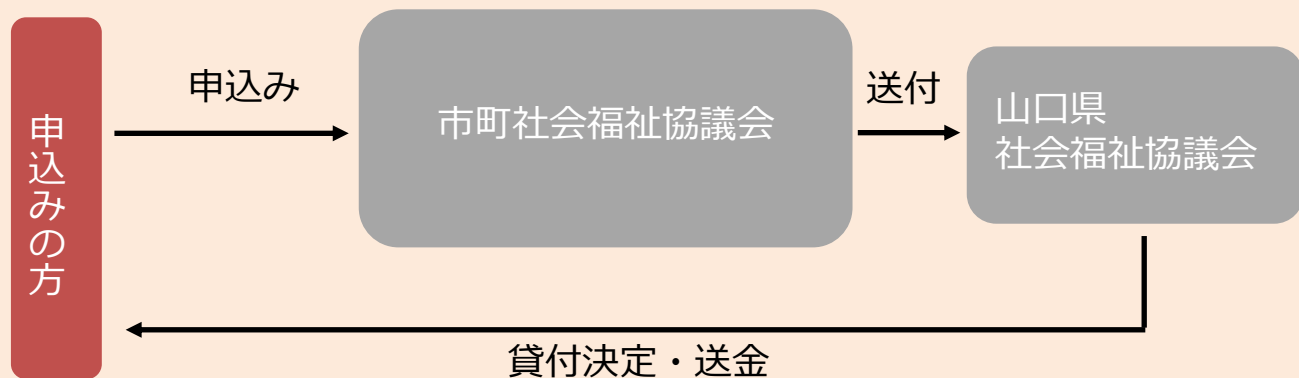 申込みの方
申込み
市町社会福祉協議会
送付
山口県
社会福祉協議会
貸付決定・送金